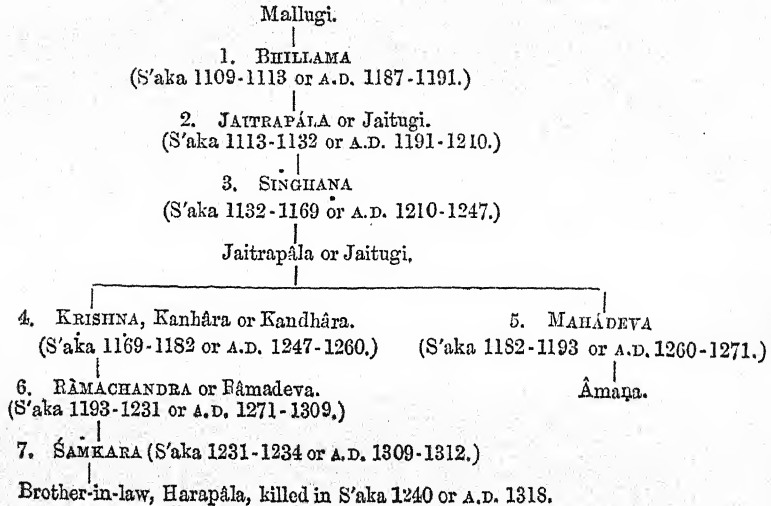 Mallugi.
1. BHILLAMA
(S'aka 1109-1113 or A.D. 1187-1191.)
2. JAITRAPÁLA or Jaitugi.
(S'aka 1113-1132 or A.D. 1191-1210.)
3. SINGHANA
(S'aka 1132-1169 or A.D. 1210-1247.)
Jaitrapâla or Jaitugi.
4. KRISHNA, Kanhâra or Kandhâra. 5. MAHÁDEVA
(S'aka 1169-1182 or A.D. 1247-1260.) (S'aka 1182-1193 or A.D. 1260-1271.)
6. RÀMACHANDRA or Râmadeva. Âmaṇa.
(S'aka 1193-1231 or A.D. 1271-1309.)
7. ŚAṀKARA (S'aka 1231-1234 or A.D. 1309-1312.)
Brother-in-law, Harapâla, killed in S'aka 1240 or A.D. 1318.